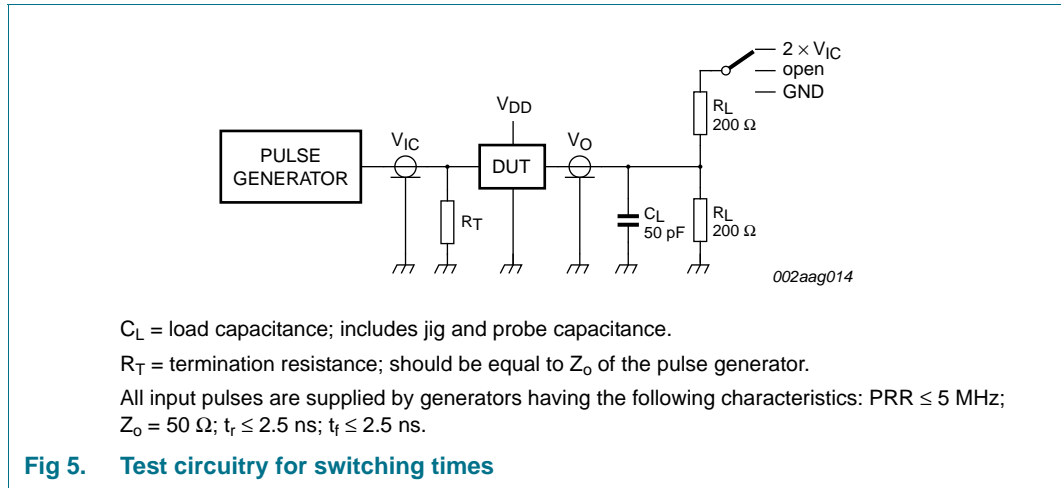 2 × VIC
open
GND
RL
200 Ω
VDD
VIC
VO
PULSE
GENERATOR
DUT
RT
CL
50 pF
RL
200 Ω
002aag014
CL = load capacitance; includes jig and probe capacitance.
RT = termination resistance; should be equal to Zo of the pulse generator.
All input pulses are supplied by generators having the following characteristics: PRR ≤ 5 MHz;
Zo = 50 Ω; tr ≤ 2.5 ns; tf ≤ 2.5 ns.
Fig 5. Test circuitry for switching times